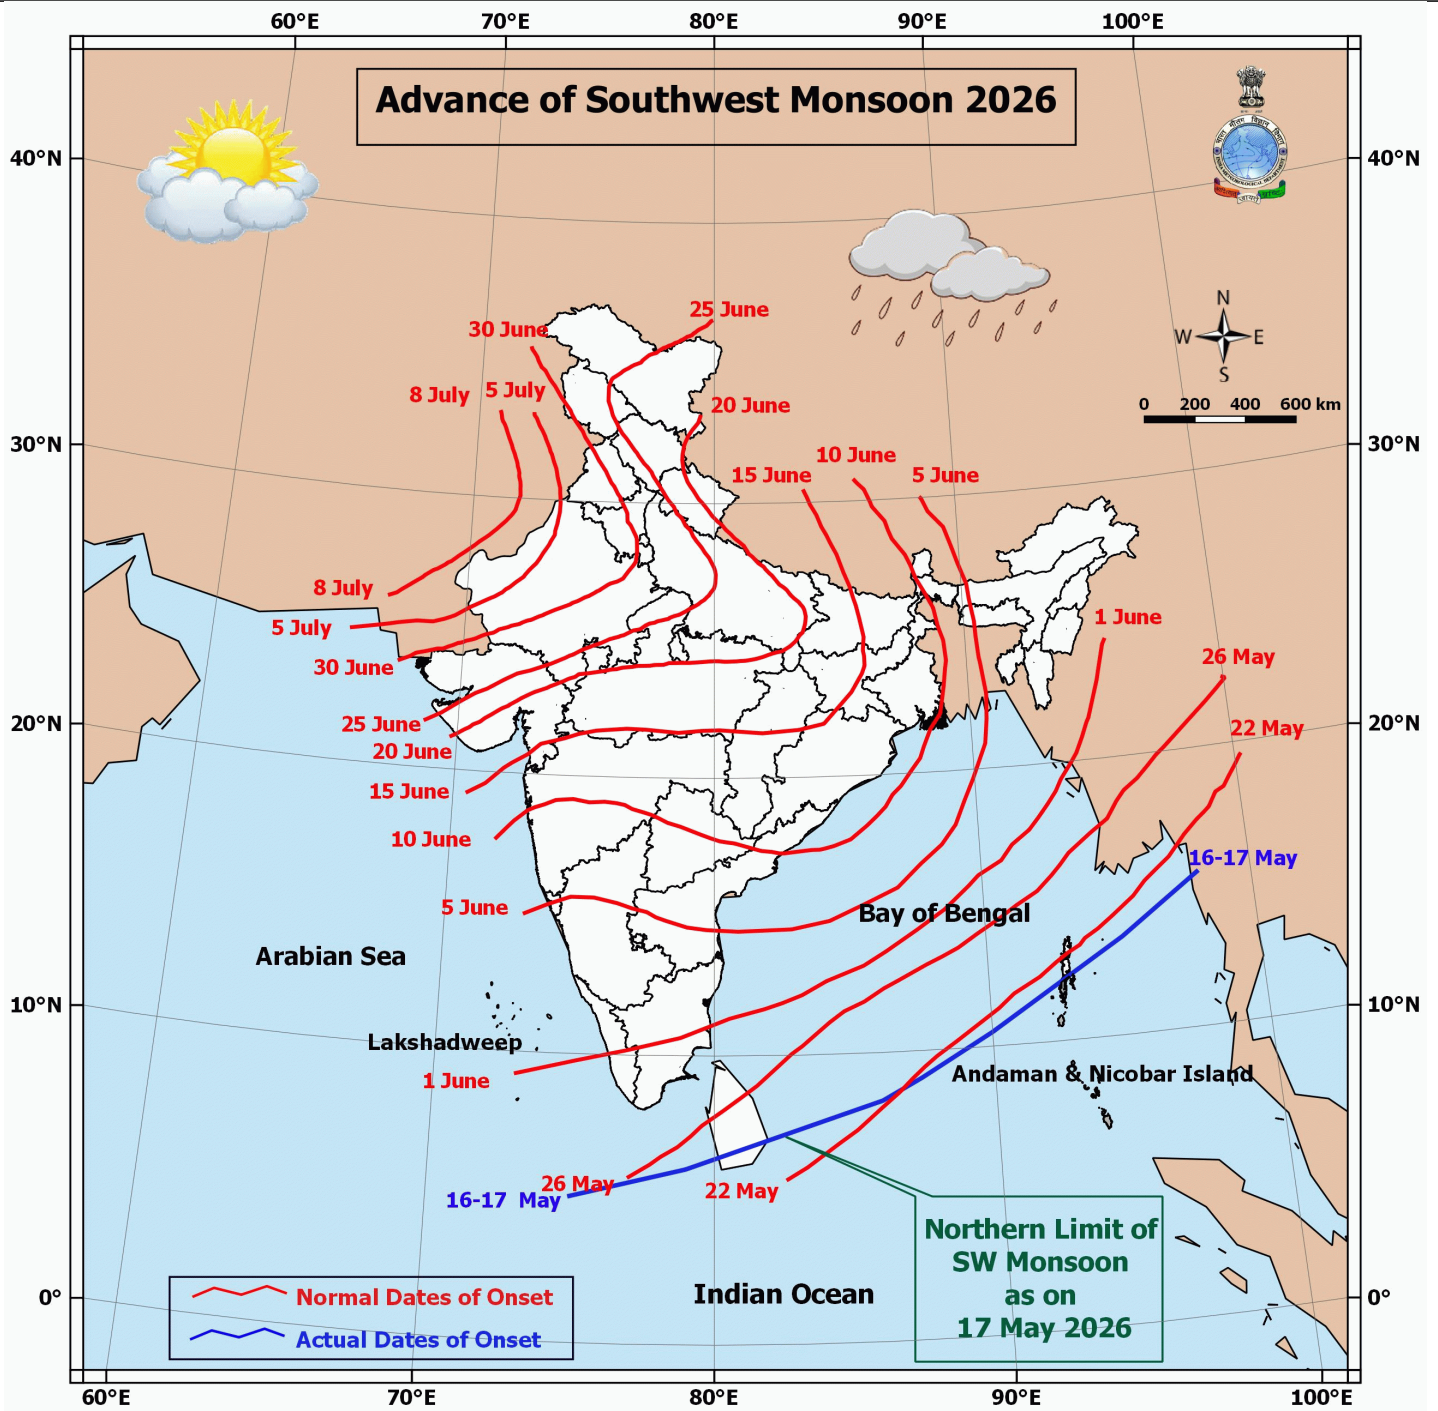 60°E 70°E 80°E 90°E 100°E
Advance of Southwest Monsoon 2026
40°N 40°N
N
W E
S
25 June
30 June
8 July 5 July
20 June
0 200 400 600 km
30°N 30°N
10 June
15 June 5 June
8 July
1 June
5 July
26 May
30 June
20°N 20°N
25 June 22 May
20 June
15 June
10 June
16-17 May
5 June
Bay of Bengal
Arabian Sea
10°N 10°N
Lakshadweep
Andaman & Nicobar Island
1 June
26 May
22 May
16-17 May
Northern Limit of
SW Monsoon
as on
17 May 2026
Indian Ocean
0° 0°
Normal Dates of Onset
Actual Dates of Onset
60°E 70°E 80°E 90°E 100°E